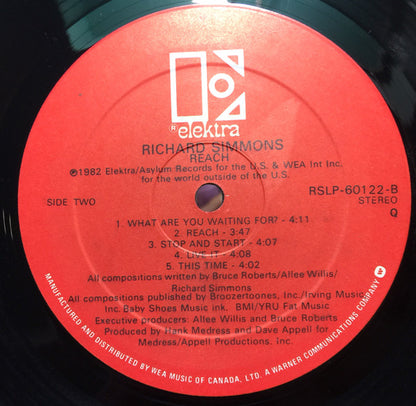 ® elektra
RICHARD SIMMONS
REACH
℗1982 Elektra/Asylum Records for the U.S. & WEA Int Inc.
for the world outside of the U.S.
RSLP-60122-B
SIDE TWO
STEREO
Q
1. WHAT ARE YOU WAITING FOR? - 4:11
2. REACH - 3:47
3. STOP AND START - 4:07
4. LIVE IT - 4:08
5. THIS TIME - 4:02
All compositions written by Bruce Roberts/Allee Willis/
Richard Simmons
All compositions published by Broozertoones, Inc./Irving Music
Inc.Baby Shoes Music ink. BMI/YRU Fat Music
Executive producers: Allee Willis and Bruce Roberts
Produced by Hank Medress and Dave Appell for
Medress/Appell Productions. Inc.
MANUFACTURED AND DISTRIBUTED BY WEA MUSIC OF CANADA, LTD. A WARNER COMMUNICATIONS COMPANY